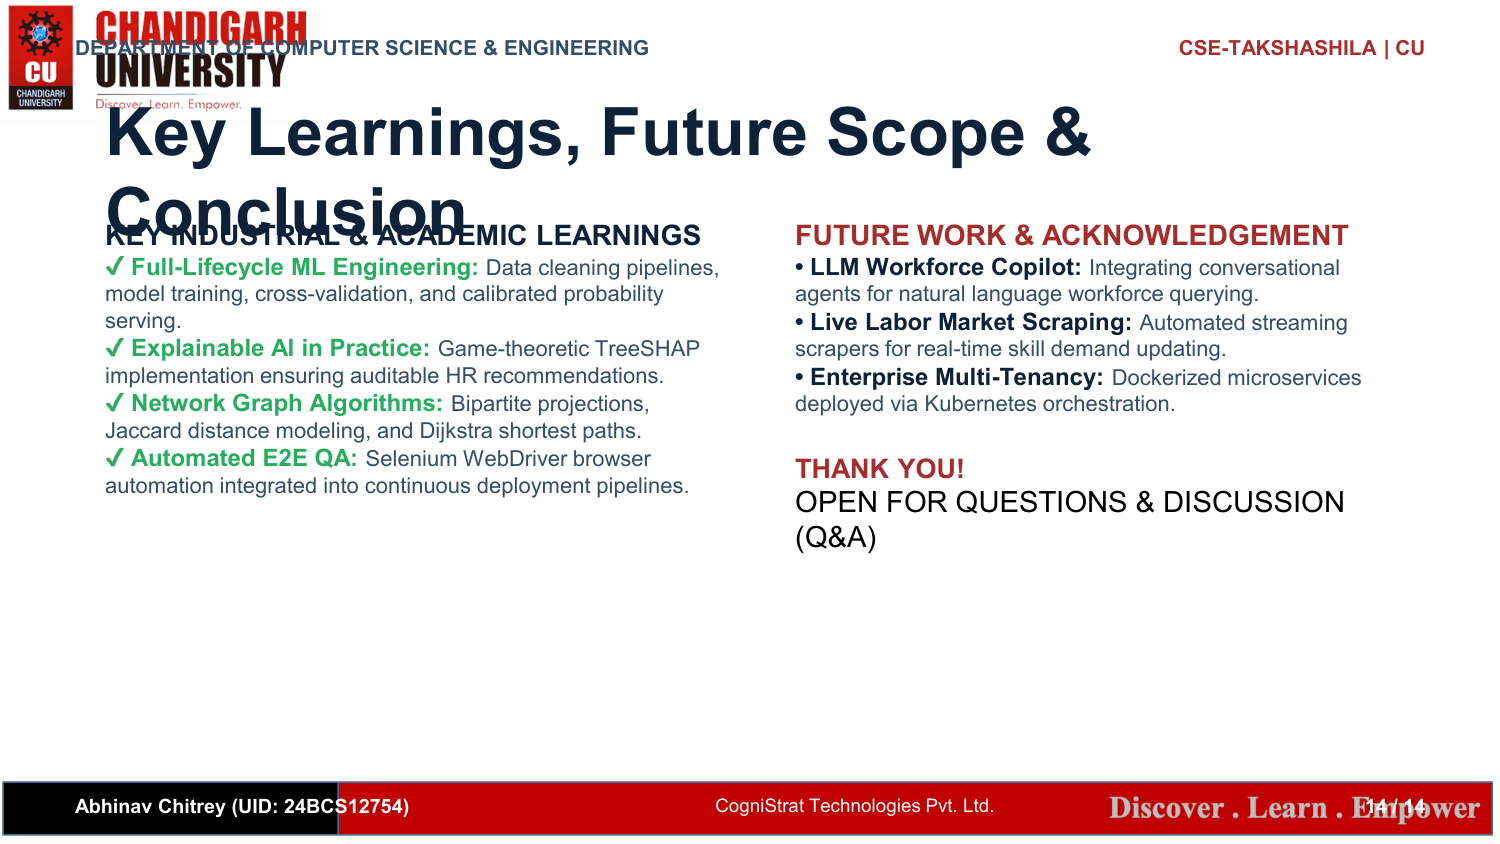 CHANDIGARH
UNIVERSITY
Discover. Learn. Empower.
CU
CHANDIGARH
UNIVERSITY
DEPARTMENT OF COMPUTER SCIENCE & ENGINEERING
CSE-TAKSHASHILA | CU
Key Learnings, Future Scope &
Conclusion
KEY INDUSTRIAL & ACADEMIC LEARNINGS
✓ Full-Lifecycle ML Engineering: Data cleaning pipelines,
model training, cross-validation, and calibrated probability
serving.
✓ Explainable AI in Practice: Game-theoretic TreeSHAP
implementation ensuring auditable HR recommendations.
✓ Network Graph Algorithms: Bipartite projections,
Jaccard distance modeling, and Dijkstra shortest paths.
✓ Automated E2E QA: Selenium WebDriver browser
automation integrated into continuous deployment pipelines.
FUTURE WORK & ACKNOWLEDGEMENT
• LLM Workforce Copilot: Integrating conversational
agents for natural language workforce querying.
• Live Labor Market Scraping: Automated streaming
scrapers for real-time skill demand updating.
• Enterprise Multi-Tenancy: Dockerized microservices
deployed via Kubernetes orchestration.
THANK YOU!
OPEN FOR QUESTIONS & DISCUSSION
(Q&A)
Abhinav Chitrey (UID: 24BCS12754)
CogniStrat Technologies Pvt. Ltd.
Discover . Learn . Empower
14 / 14